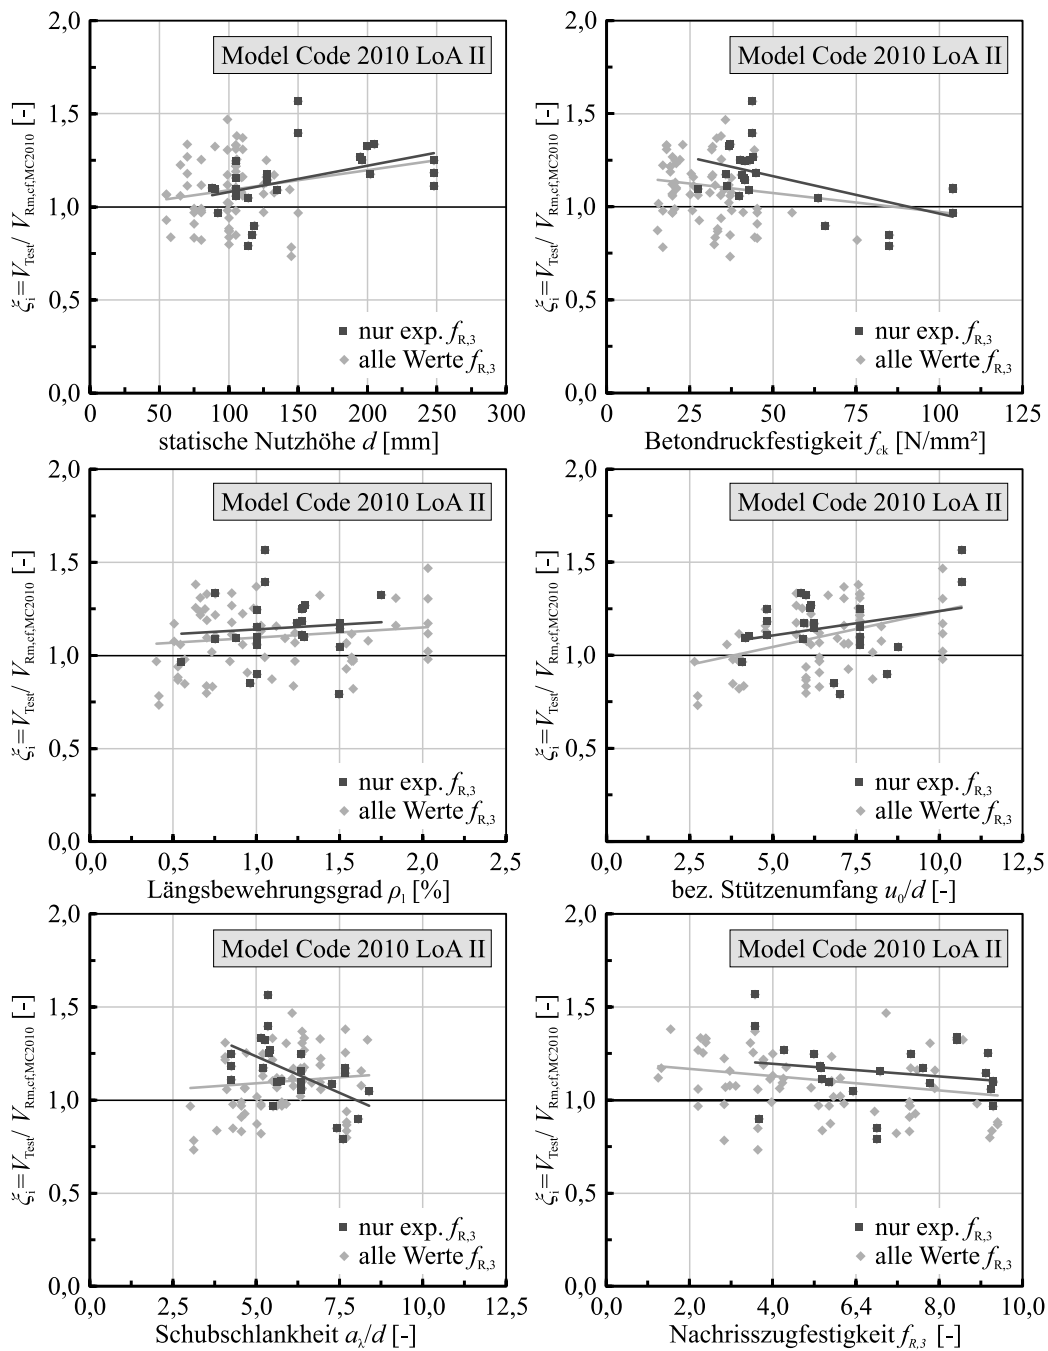 2,0
1,5
1,0
0,5
0,0
ξi=VTest/ VRm,cf,MC2010 [-]
Model Code 2010 LoA II
nur exp. fR,3
alle Werte fR,3
0 50 100 150 200 250 300
statische Nutzhöhe d [mm]
2,0
1,5
1,0
0,5
0,0
ξi=VTest/ VRm,cf,MC2010 [-]
Model Code 2010 LoA II
nur exp. fR,3
alle Werte fR,3
0 25 50 75 100 125
Betondruckfestigkeit fck [N/mm²]
2,0
1,5
1,0
0,5
0,0
ξi=VTest/ VRm,cf,MC2010 [-]
Model Code 2010 LoA II
nur exp. fR,3
alle Werte fR,3
0,0 0,5 1,0 1,5 2,0 2,5
Längsbewehrungsgrad ρl [%]
2,0
1,5
1,0
0,5
0,0
ξi=VTest/ VRm,cf,MC2010 [-]
Model Code 2010 LoA II
nur exp. fR,3
alle Werte fR,3
0,0 2,5 5,0 7,5 10,0 12,5
bez. Stützenumfang u0/d [-]
2,0
1,5
1,0
0,5
0,0
ξi=VTest/ VRm,cf,MC2010 [-]
Model Code 2010 LoA II
nur exp. fR,3
alle Werte fR,3
0,0 2,5 5,0 7,5 10,0 12,5
Schubschlankheit aλ/d [-]
2,0
1,5
1,0
0,5
0,0
ξi=VTest/ VRm,cf,MC2010 [-]
Model Code 2010 LoA II
nur exp. fR,3
alle Werte fR,3
0,0 2,0 4,0 6,4 8,0 10,0
Nachrisszugfestigkeit fR,3 [-]